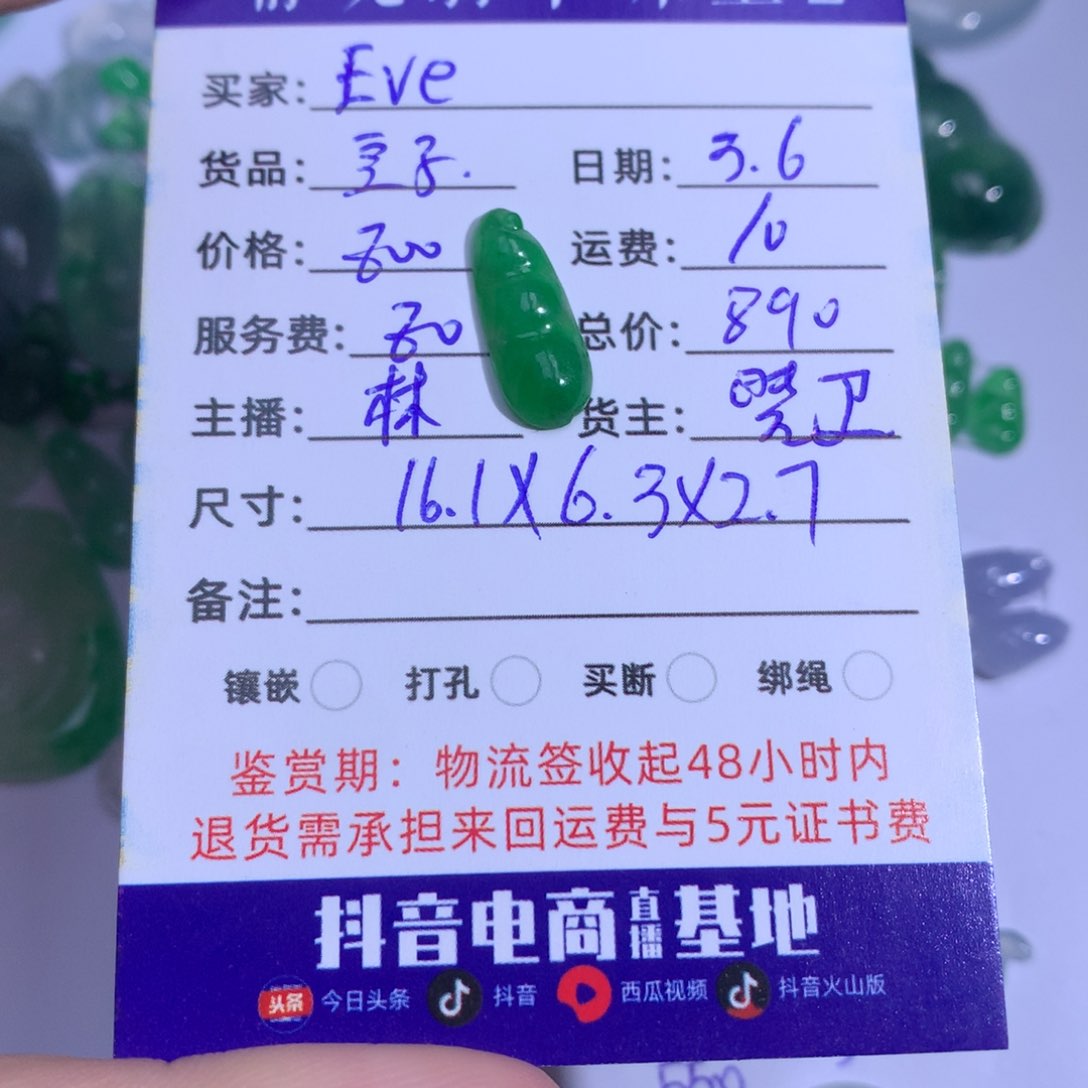 买家：Eve
货品：豆子. 日期：3.6
价格：800 运费：10
服务费：80 总价：890
主播：林 货主：晓卫
尺寸：16.1X6.3X2.7
备注：
镶嵌 打孔 买断 绑绳
鉴赏期：物流签收起48小时内
退货需承担来回运费与5元证书费
抖音电商直播基地
头条 今日头条 抖音 西瓜视频 抖音火山版